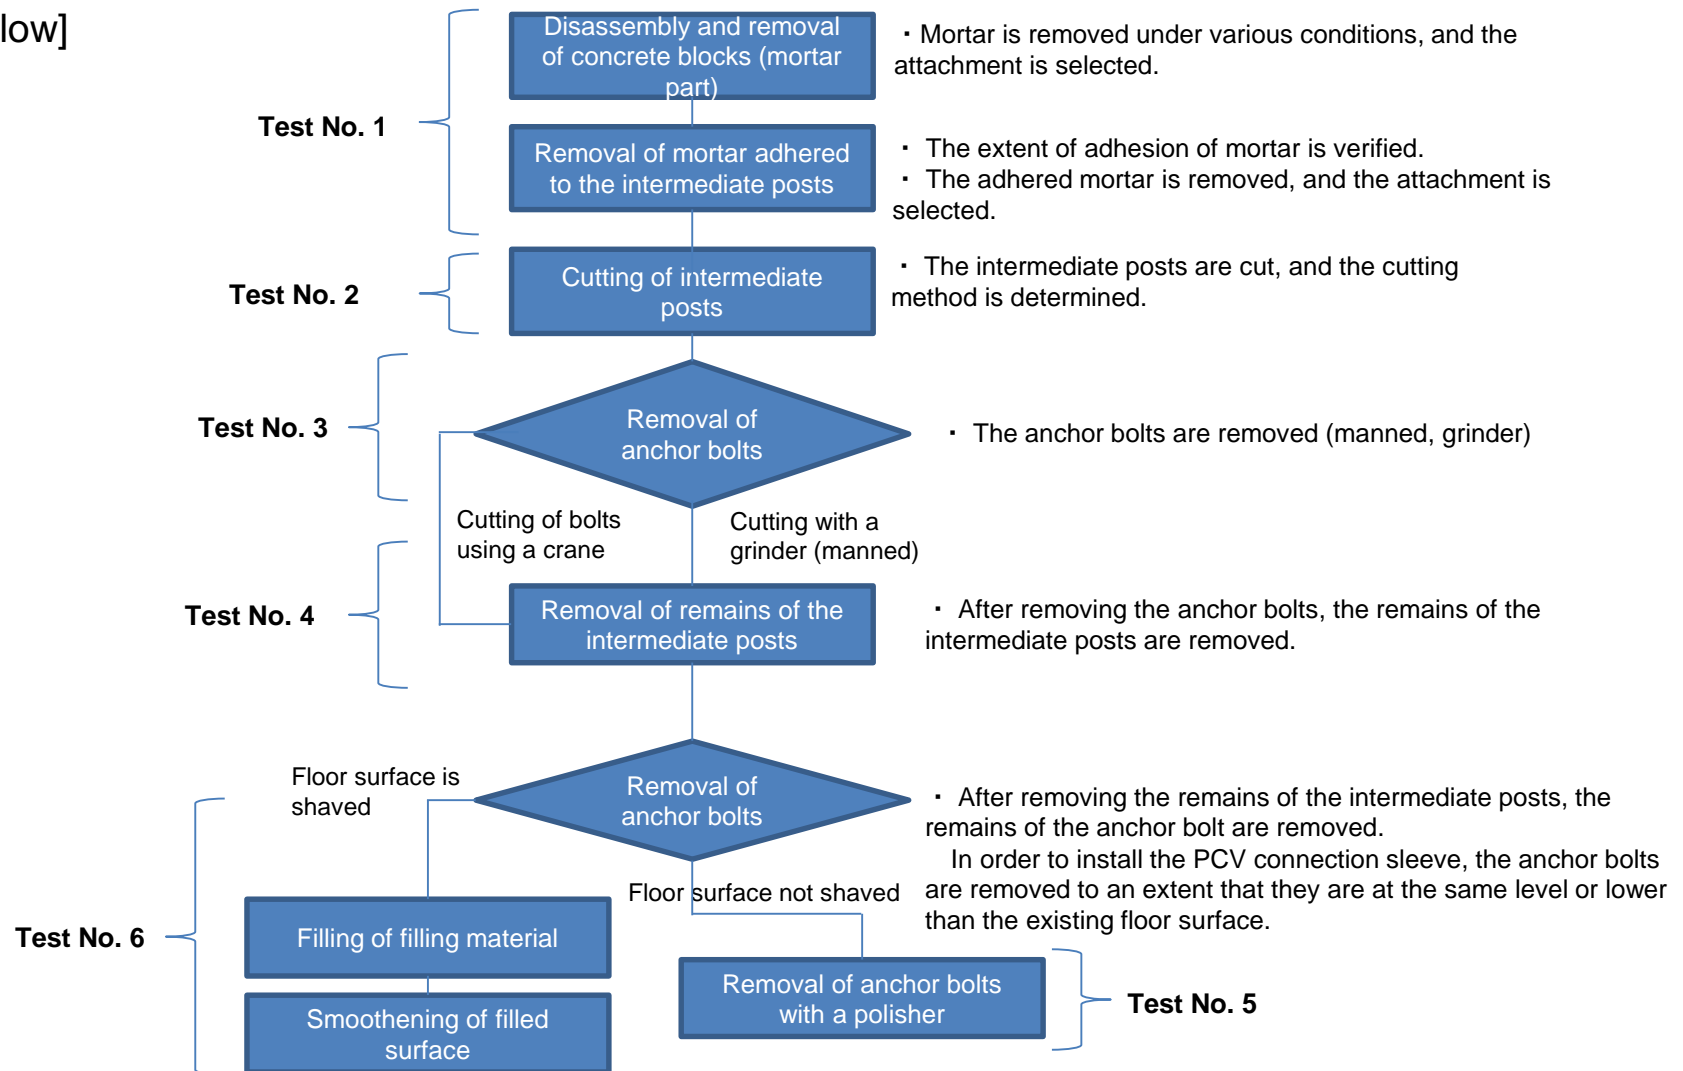 low]
Disassembly and removal
of concrete blocks (mortar
part)
・Mortar is removed under various conditions, and the
attachment is selected.
Test No. 1
Removal of mortar adhered
to the intermediate posts
・ The extent of adhesion of mortar is verified.
・ The adhered mortar is removed, and the attachment is
selected.
Test No. 2
Cutting of intermediate
posts
・ The intermediate posts are cut, and the cutting
method is determined.
Test No. 3
Removal of
anchor bolts
・ The anchor bolts are removed (manned, grinder)
Cutting of bolts
using a crane
Cutting with a
grinder (manned)
Test No. 4
Removal of remains of the
intermediate posts
・ After removing the anchor bolts, the remains of the
intermediate posts are removed.
Floor surface is
shaved
Removal of
anchor bolts
・ After removing the remains of the intermediate posts, the
remains of the anchor bolt are removed.
In order to install the PCV connection sleeve, the anchor bolts
are removed to an extent that they are at the same level or lower
than the existing floor surface.
Floor surface not shaved
Test No. 6
Filling of filling material
Smoothening of filled
surface
Removal of anchor bolts
with a polisher
Test No. 5